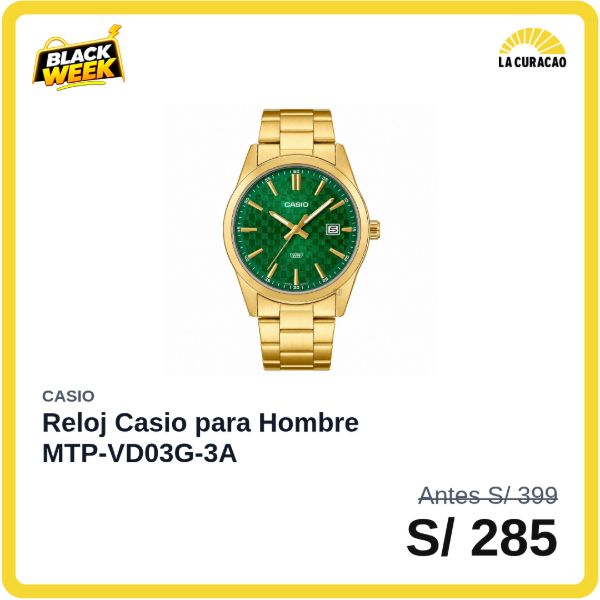 BLACK
WEEK
LA CURACAO
CASIO
CASIO
Reloj Casio para Hombre
MTP-VD03G-3A
Antes S/ 399
S/ 285